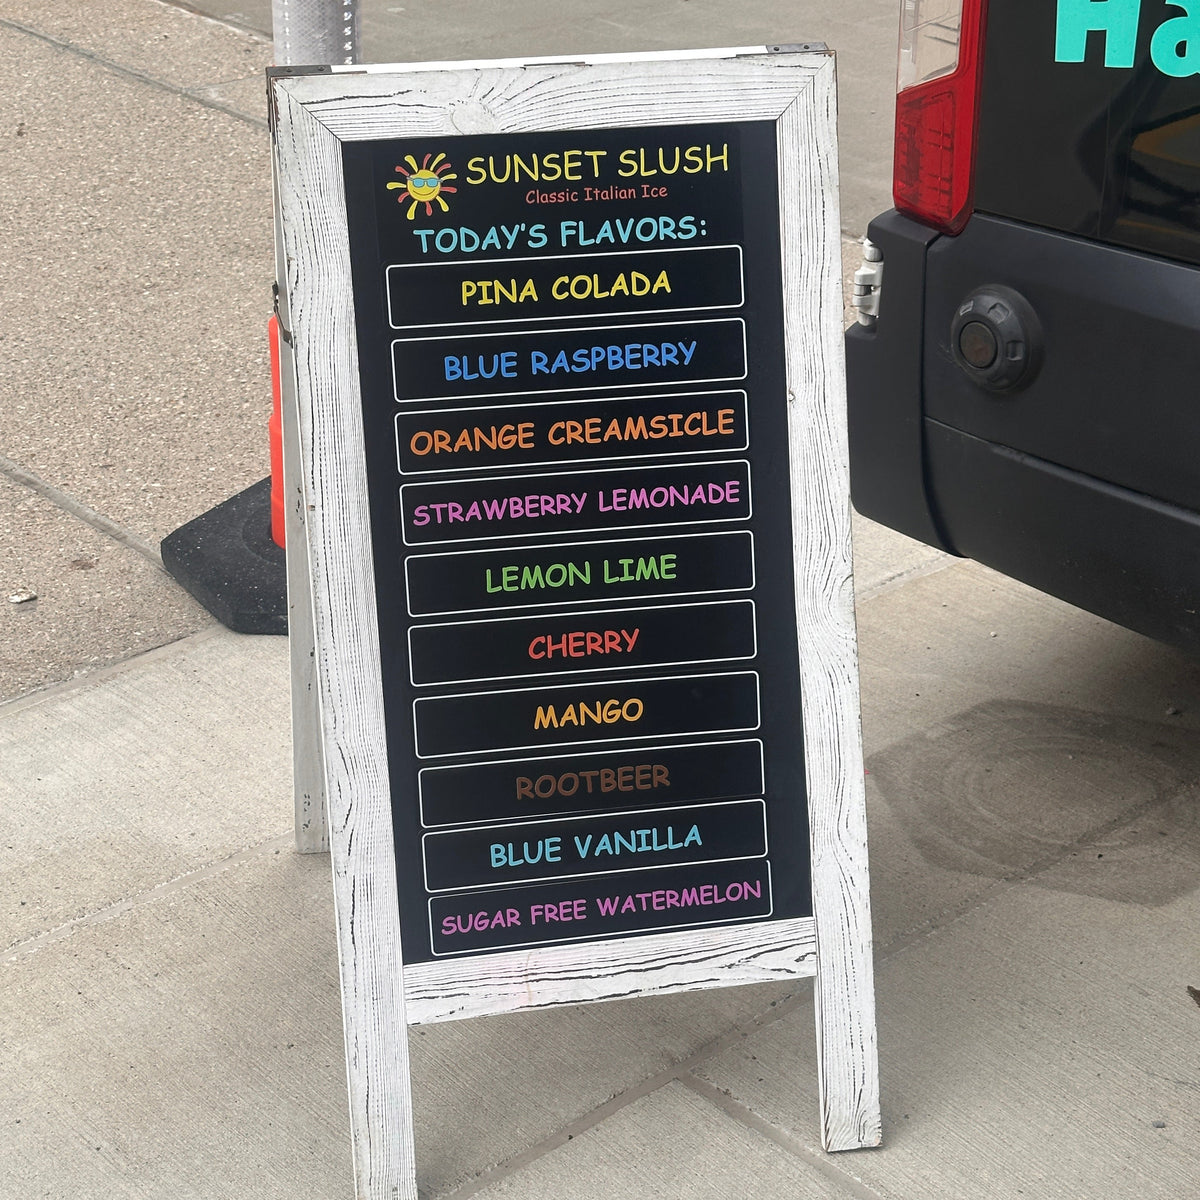 SUNSET SLUSH
Classic Italian Ice
TODAY'S FLAVORS:
PINA COLADA
BLUE RASPBERRY
ORANGE CREAMSICLE
STRAWBERRY LEMONADE
LEMON LIME
CHERRY
MANGO
ROOTBEER
BLUE VANILLA
SUGAR FREE WATERMELON